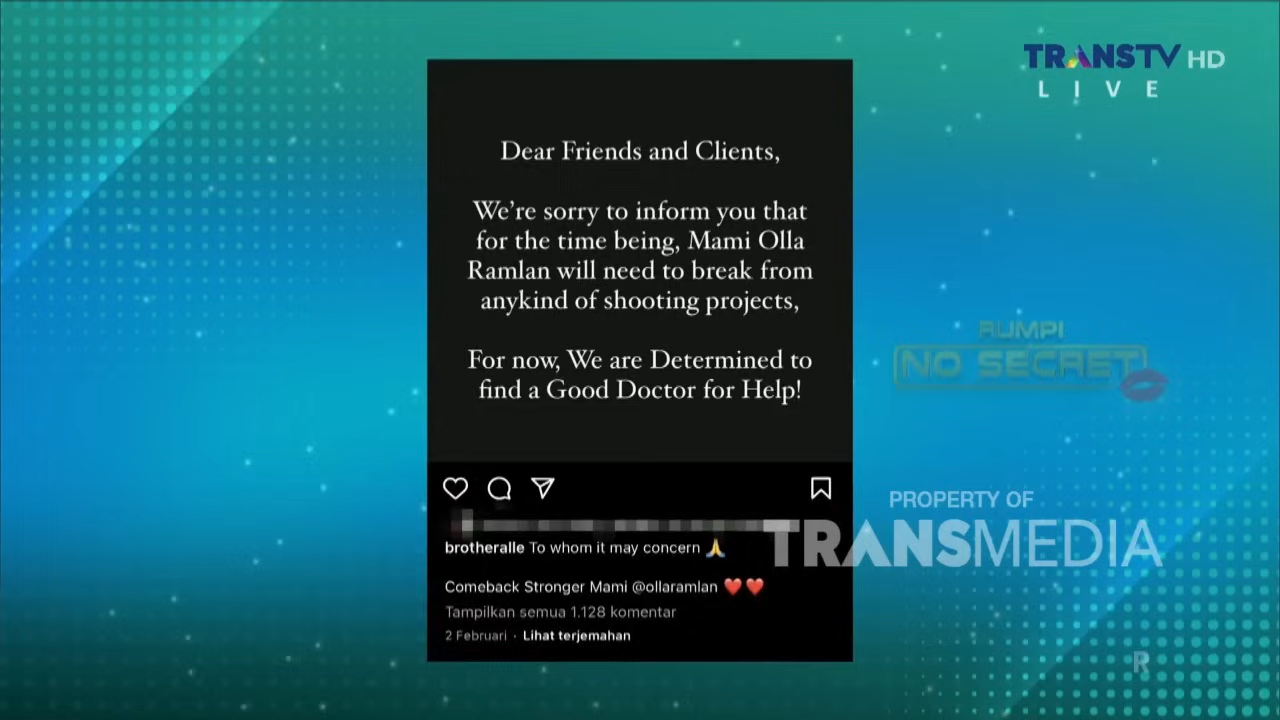 TRANSTV HD
LIVE
Dear Friends and Clients,
We're sorry to inform you that
for the time being, Mami Olla
Ramlan will need to break from
anykind of shooting projects,
For now, We are Determined to
find a Good Doctor for Help!
RUMPI
NO SECRET
PROPERTY OF
TRANSMEDIA
brotheralle To whom it may concern 🙏
Comeback Stronger Mami @ollaramlan ❤️❤️
Tampilkan semua 1.128 komentar
2 Februari · Lihat terjemahan
R